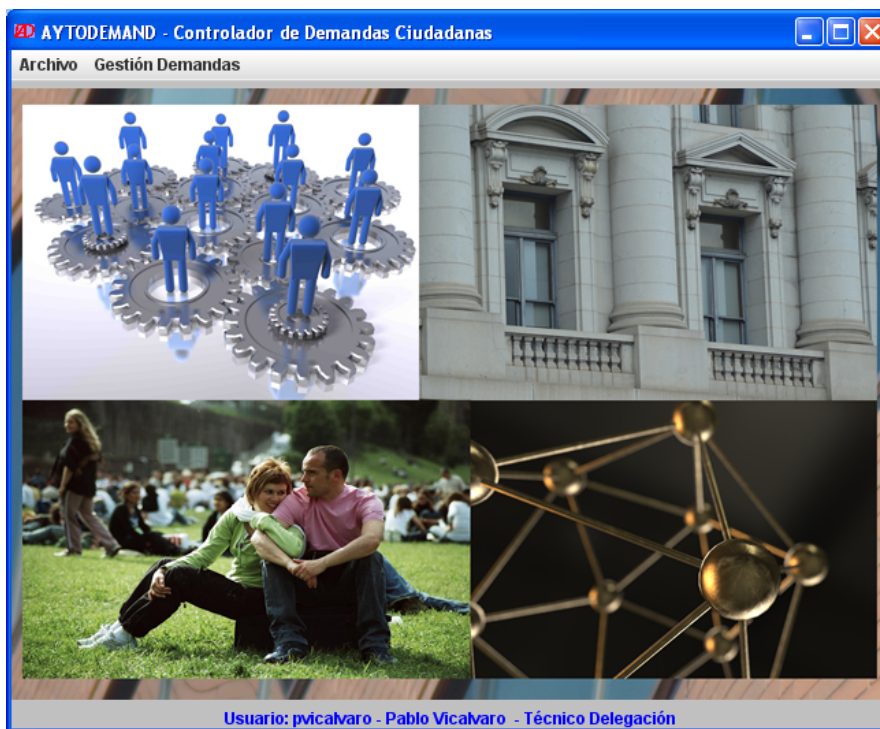 AD AYTODEMAND - Controlador de Demandas Ciudadanas
Archivo Gestión Demandas
Usuario: pvicalvaro - Pablo Vicalvaro - Técnico Delegación